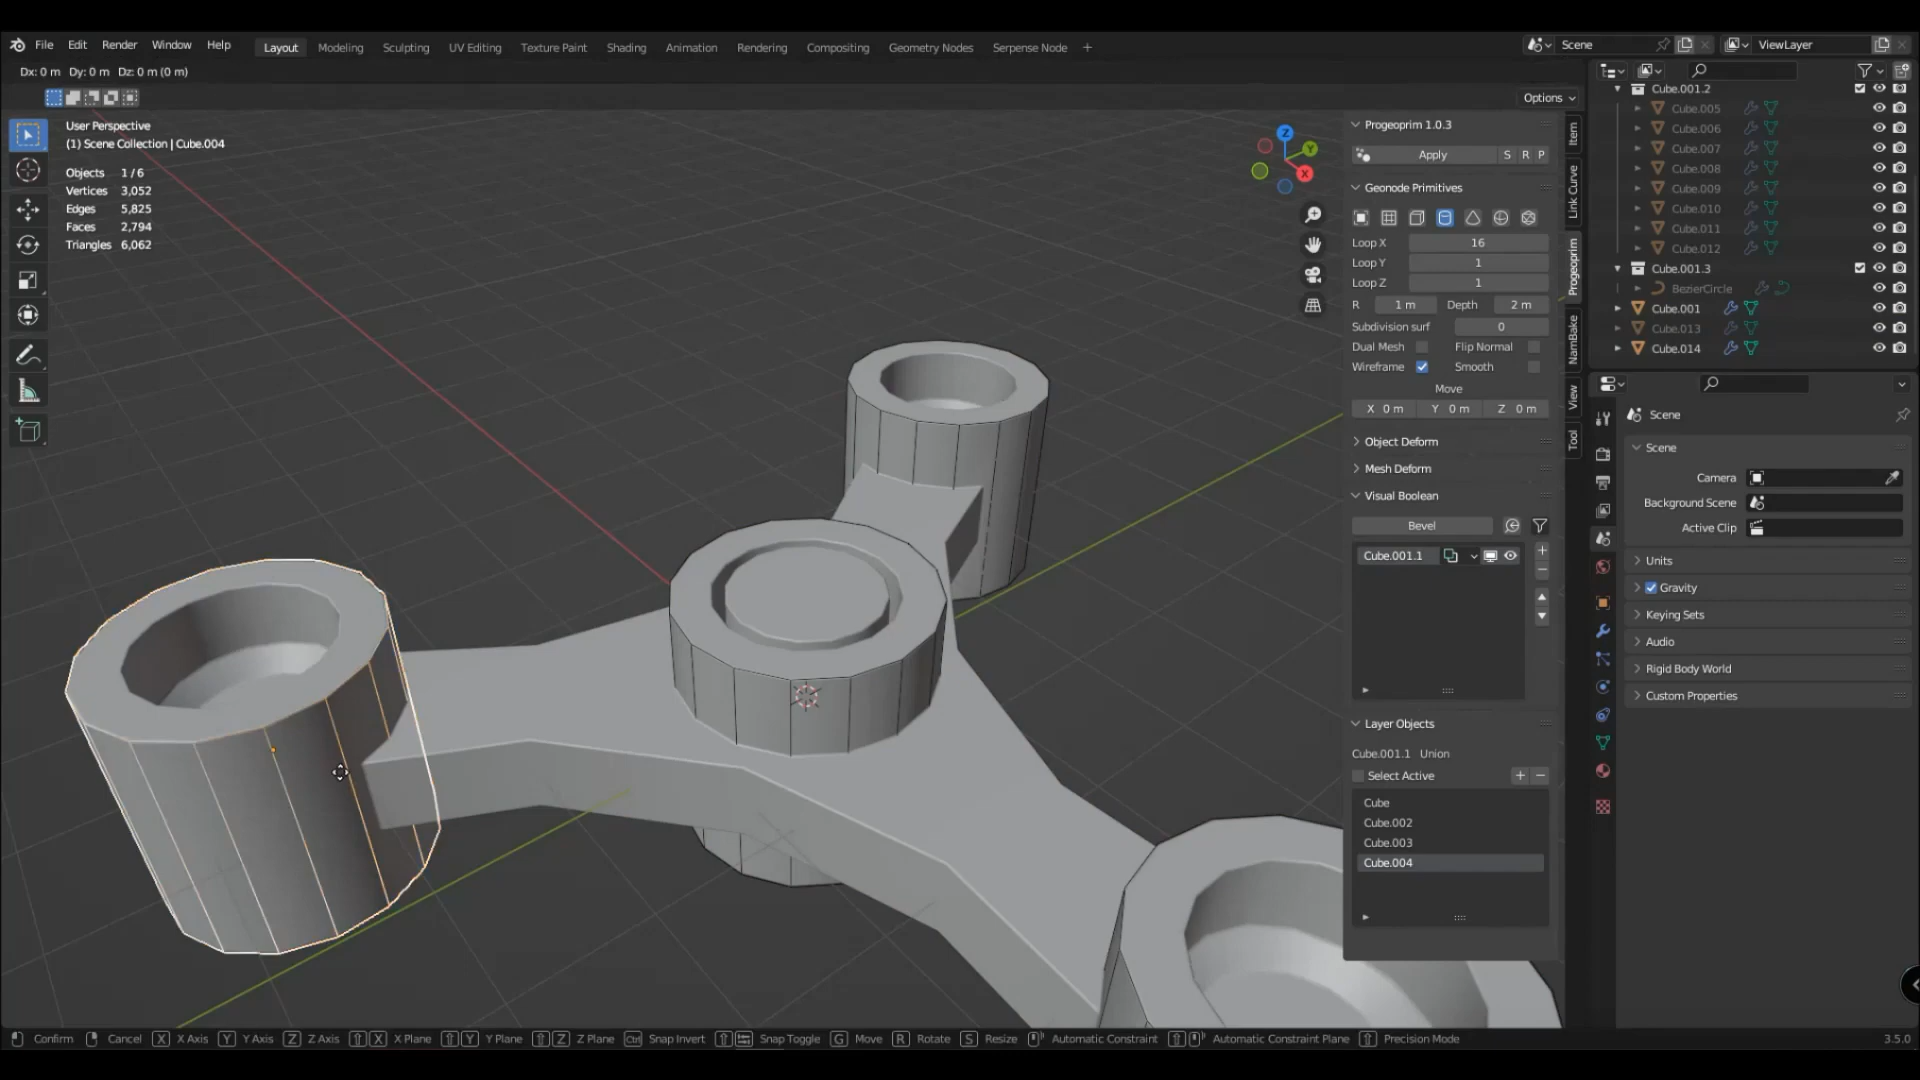 File Edit Render Window Help Layout Modeling Sculpting UV Editing Texture Paint Shading Animation Rendering Compositing Geometry Nodes Serpense Node + Scene ViewLayer
Dx: 0 m Dy: 0 m Dz: 0 m (0 m)
Options
User Perspective
(1) Scene Collection | Cube.004
Objects 1/6
Vertices 3,052
Edges 5,825
Faces 2,794
Triangles 6,062
Z
Y
X
Progeoprim 1.0.3
Apply S R P
Geonode Primitives
Loop X 16
Loop Y 1
Loop Z 1
R 1 m Depth 2 m
Subdivision surf 0
Dual Mesh Flip Normal
Wireframe Smooth
Move
X 0 m Y 0 m Z 0 m
Object Deform
Mesh Deform
Visual Boolean
Bevel
Cube.001.1
Layer Objects
Cube.001.1 Union
Select Active
Cube
Cube.002
Cube.003
Cube.004
Item
Link Curve
Progeoprim
NamBake
View
Tool
Cube.001.2
Cube.005
Cube.006
Cube.007
Cube.008
Cube.009
Cube.010
Cube.011
Cube.012
Cube.001.3
BezierCircle
Cube.001
Cube.013
Cube.014
Scene
Scene
Camera
Background Scene
Active Clip
Units
Gravity
Keying Sets
Audio
Rigid Body World
Custom Properties
Confirm Cancel X X Axis Y Y Axis Z Z Axis X X Plane Y Y Plane Z Z Plane Ctrl Snap Invert Snap Toggle G Move R Rotate S Resize Automatic Constraint Automatic Constraint Plane Precision Mode 3.5.0